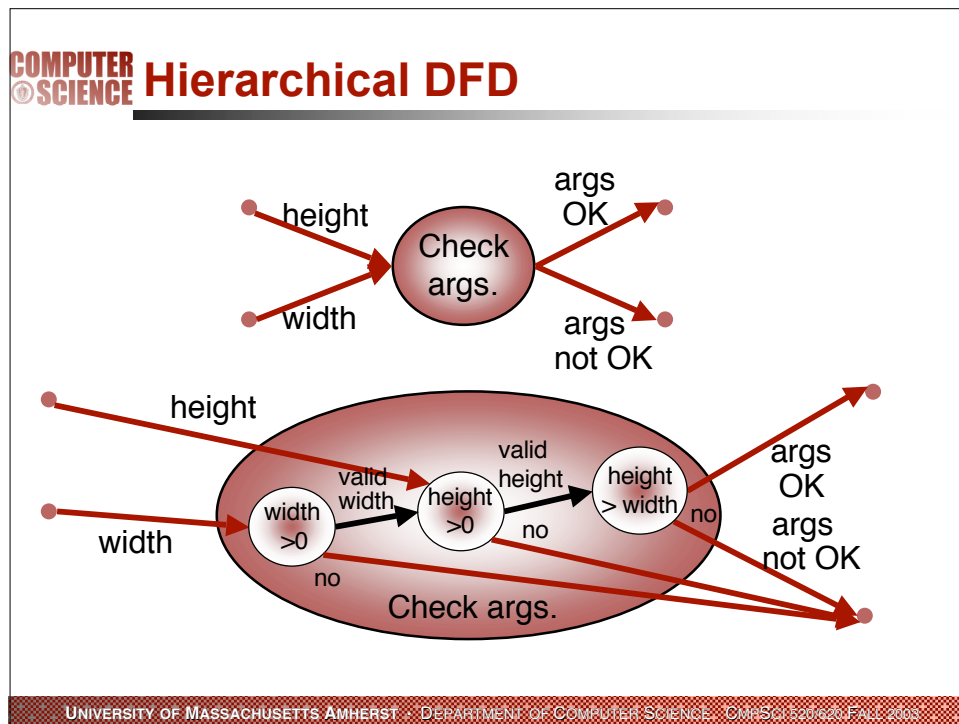 COMPUTER
SCIENCE
Hierarchical DFD
height
width
Check
args.
args
OK
args
not OK
height
width
width
>0
valid
width
height
>0
valid
height
height
> width
no
no
no
Check args.
args
OK
args
not OK
UNIVERSITY OF MASSACHUSETTS AMHERST • DEPARTMENT OF COMPUTER SCIENCE CMPSCI 520/620 FALL 2003